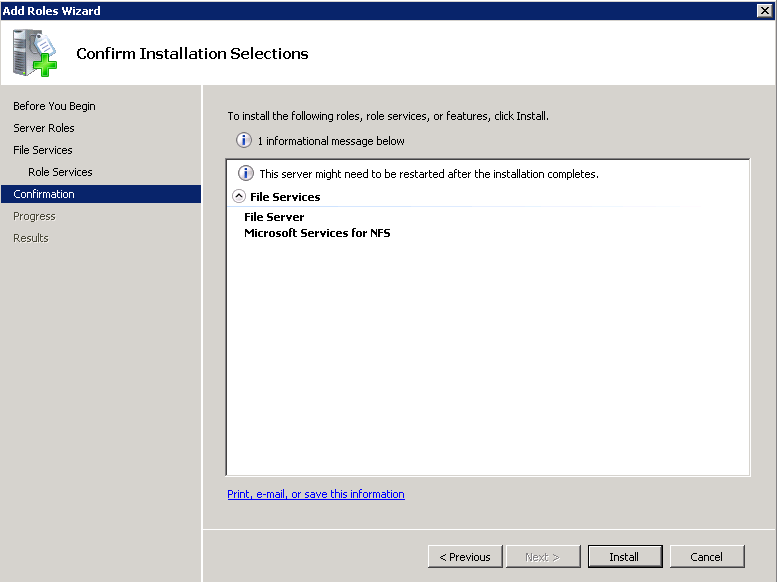 Add Roles Wizard
Confirm Installation Selections
Before You Begin
Server Roles
File Services
Role Services
Confirmation
Progress
Results
To install the following roles, role services, or features, click Install.
1 informational message below
This server might need to be restarted after the installation completes.
File Services
File Server
Microsoft Services for NFS
Print, e-mail, or save this information
< Previous
Next >
Install
Cancel